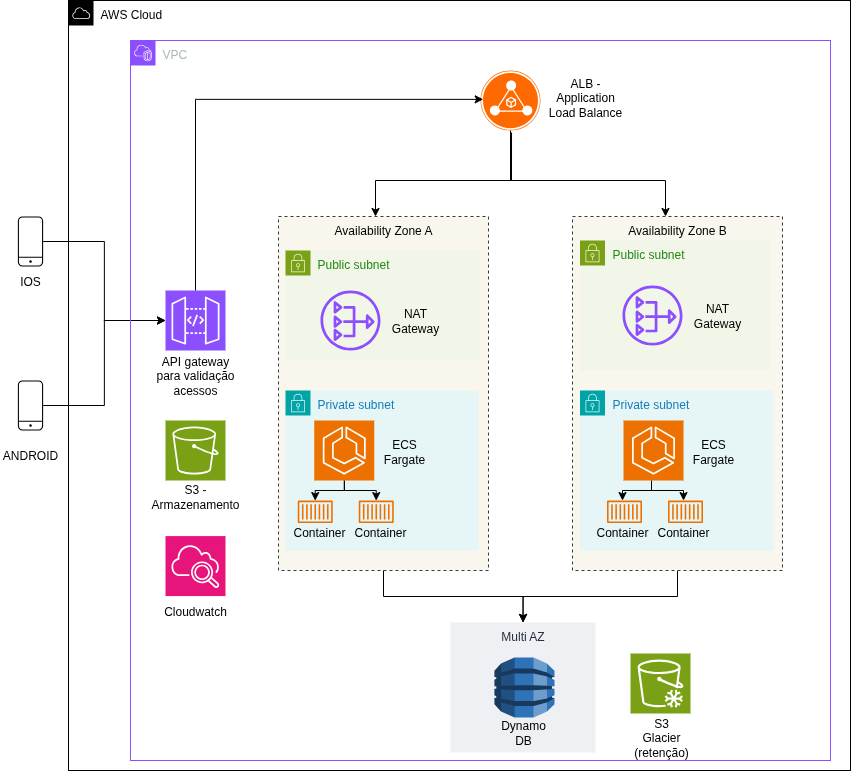 AWS Cloud
VPC
ALB -
Application
Load Balance
Availability Zone A
Public subnet
NAT
Gateway
Private subnet
ECS
Fargate
Container
Container
Availability Zone B
Public subnet
NAT
Gateway
Private subnet
ECS
Fargate
Container
Container
IOS
ANDROID
API gateway
para validação
acessos
S3 -
Armazenamento
Cloudwatch
Multi AZ
Dynamo
DB
S3
Glacier
(retenção)